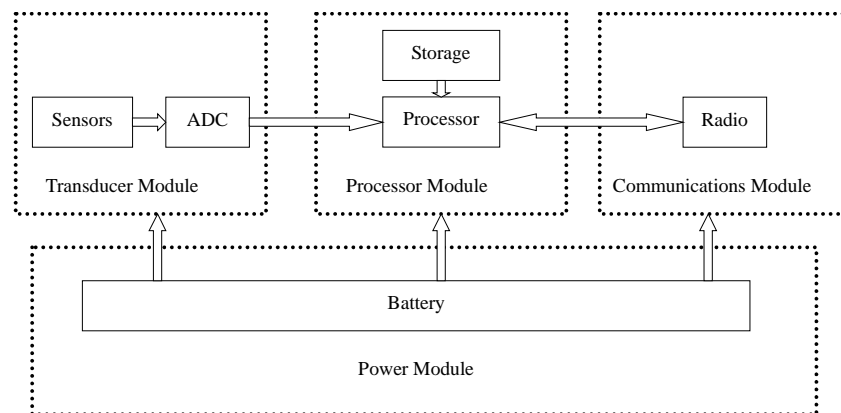 Storage
Sensors
ADC
Processor
Radio
Transducer Module
Processor Module
Communications Module
Battery
Power Module